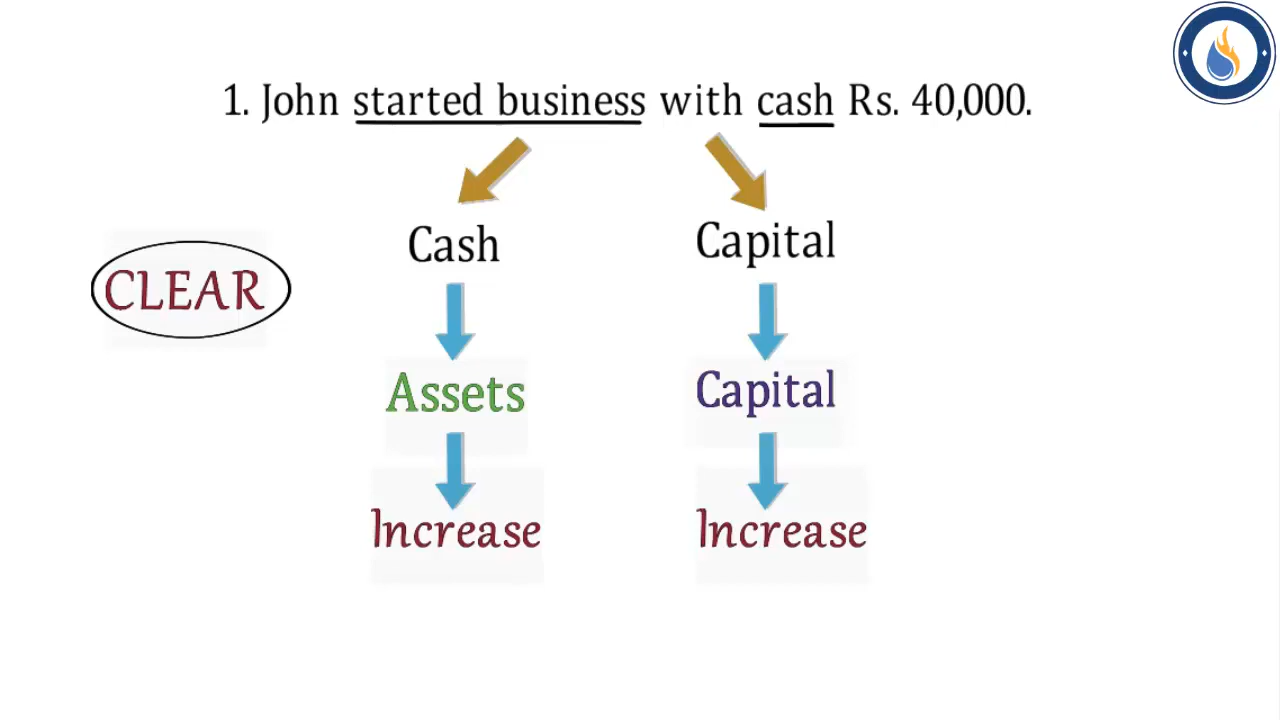 1. John started business with cash Rs. 40,000.
Cash Capital
CLEAR
Assets Capital
Increase Increase